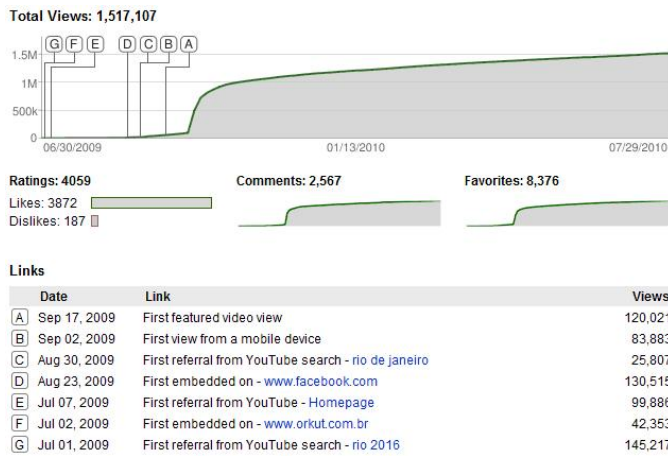 Total Views: 1,517,107
G F E D C B A
1.5M
1M
500k
0
06/30/2009 01/13/2010 07/29/2010
Ratings: 4059 Comments: 2,567 Favorites: 8,376
Likes: 3872
Dislikes: 187
Links
Date Link Views
A Sep 17, 2009 First featured video view 120,021
B Sep 02, 2009 First view from a mobile device 83,883
C Aug 30, 2009 First referral from YouTube search - rio de janeiro 25,807
D Aug 23, 2009 First embedded on - www.facebook.com 130,515
E Jul 07, 2009 First referral from YouTube - Homepage 99,886
F Jul 02, 2009 First embedded on - www.orkut.com.br 42,353
G Jul 01, 2009 First referral from YouTube search - rio 2016 145,217